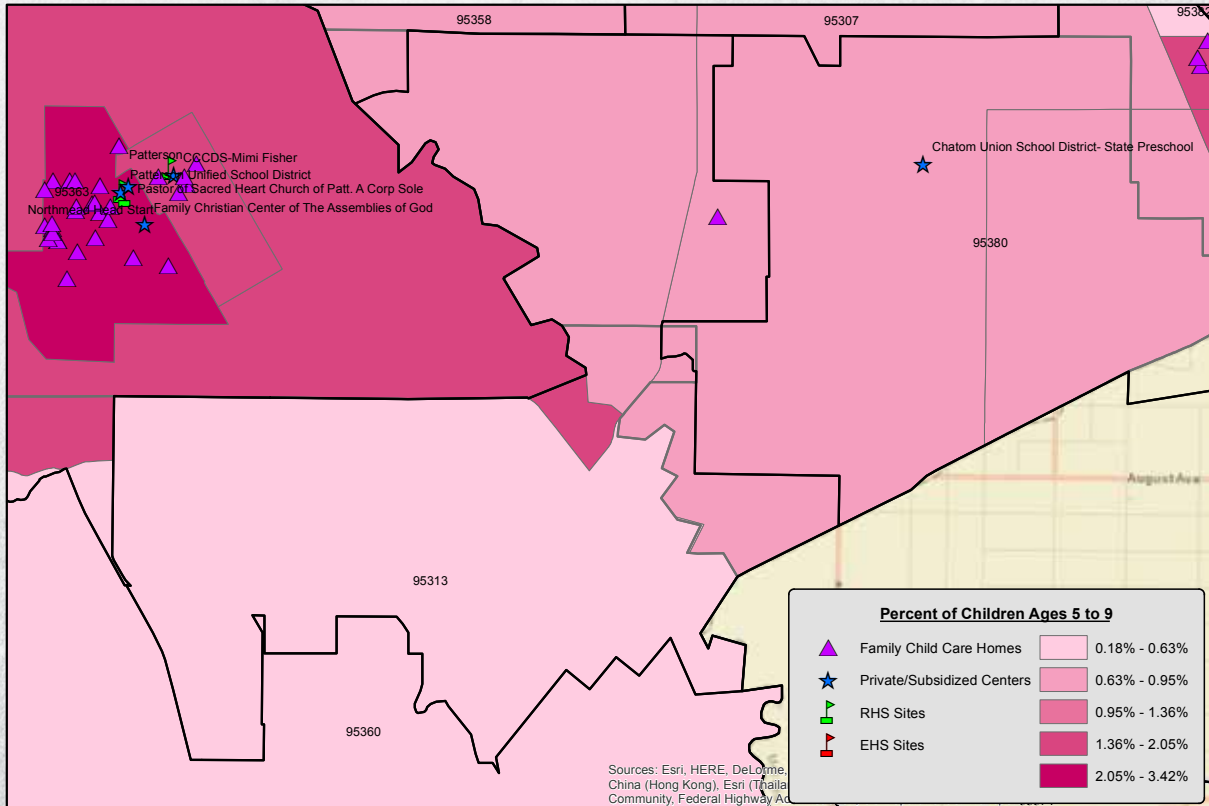 95358
95307
95382
Chatom Union School District- State Preschool
Patterson
CCCDS-Mimi Fisher
Patterson Unified School District
95363
Pastor of Sacred Heart Church of Patt. A Corp Sole
Northmead Head Start
Family Christian Center of The Assemblies of God
95380
August Ave
95313
95360
Percent of Children Ages 5 to 9
Family Child Care Homes
0.18% - 0.63%
Private/Subsidized Centers
0.63% - 0.95%
RHS Sites
0.95% - 1.36%
EHS Sites
1.36% - 2.05%
2.05% - 3.42%
Sources: Esri, HERE, DeLorme,
China (Hong Kong), Esri
Community, Federal Highway